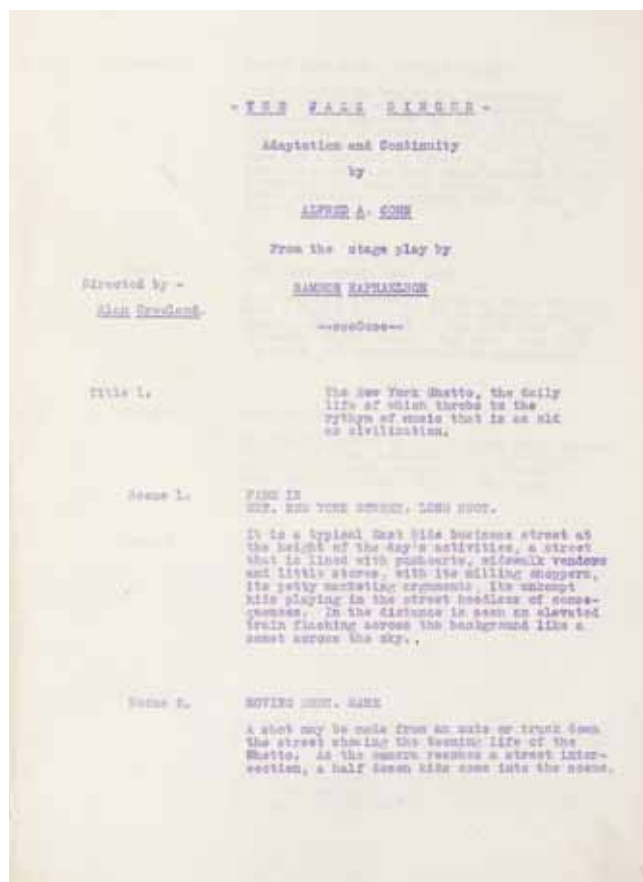 - THE JAZZ SINGER -
Adaptation and Continuity
by
ALFRED A. COHN
From the stage play by
Directed by -
SAMSON RAPHAELSON
Alan Crosland.
--ooo0ooo--
Title 1.
The New York Ghetto, the daily
life of which throbs to the
rythym of music that is as old
as civilization.
Scene 1.
FADE IN
EXT. NEW YORK STREET. LONG SHOT.
It is a typical East Side business street at
the height of the day's activities, a street
that is lined with pushcarts, sidewalk vendors
and little stores, with its milling shoppers,
its petty marketing arguments, its unkempt
kids playing in the street heedless of conse-
quences. In the distance is seen an elevated
train flashing across the background like a
comet across the sky..
Scene 2.
MOVING SHOT. SAME
A shot may be made from an auto or truck down
the street showing the teeming life of the
Ghetto. As the camera reaches a street inter-
section, a half dozen kids come into the scene.